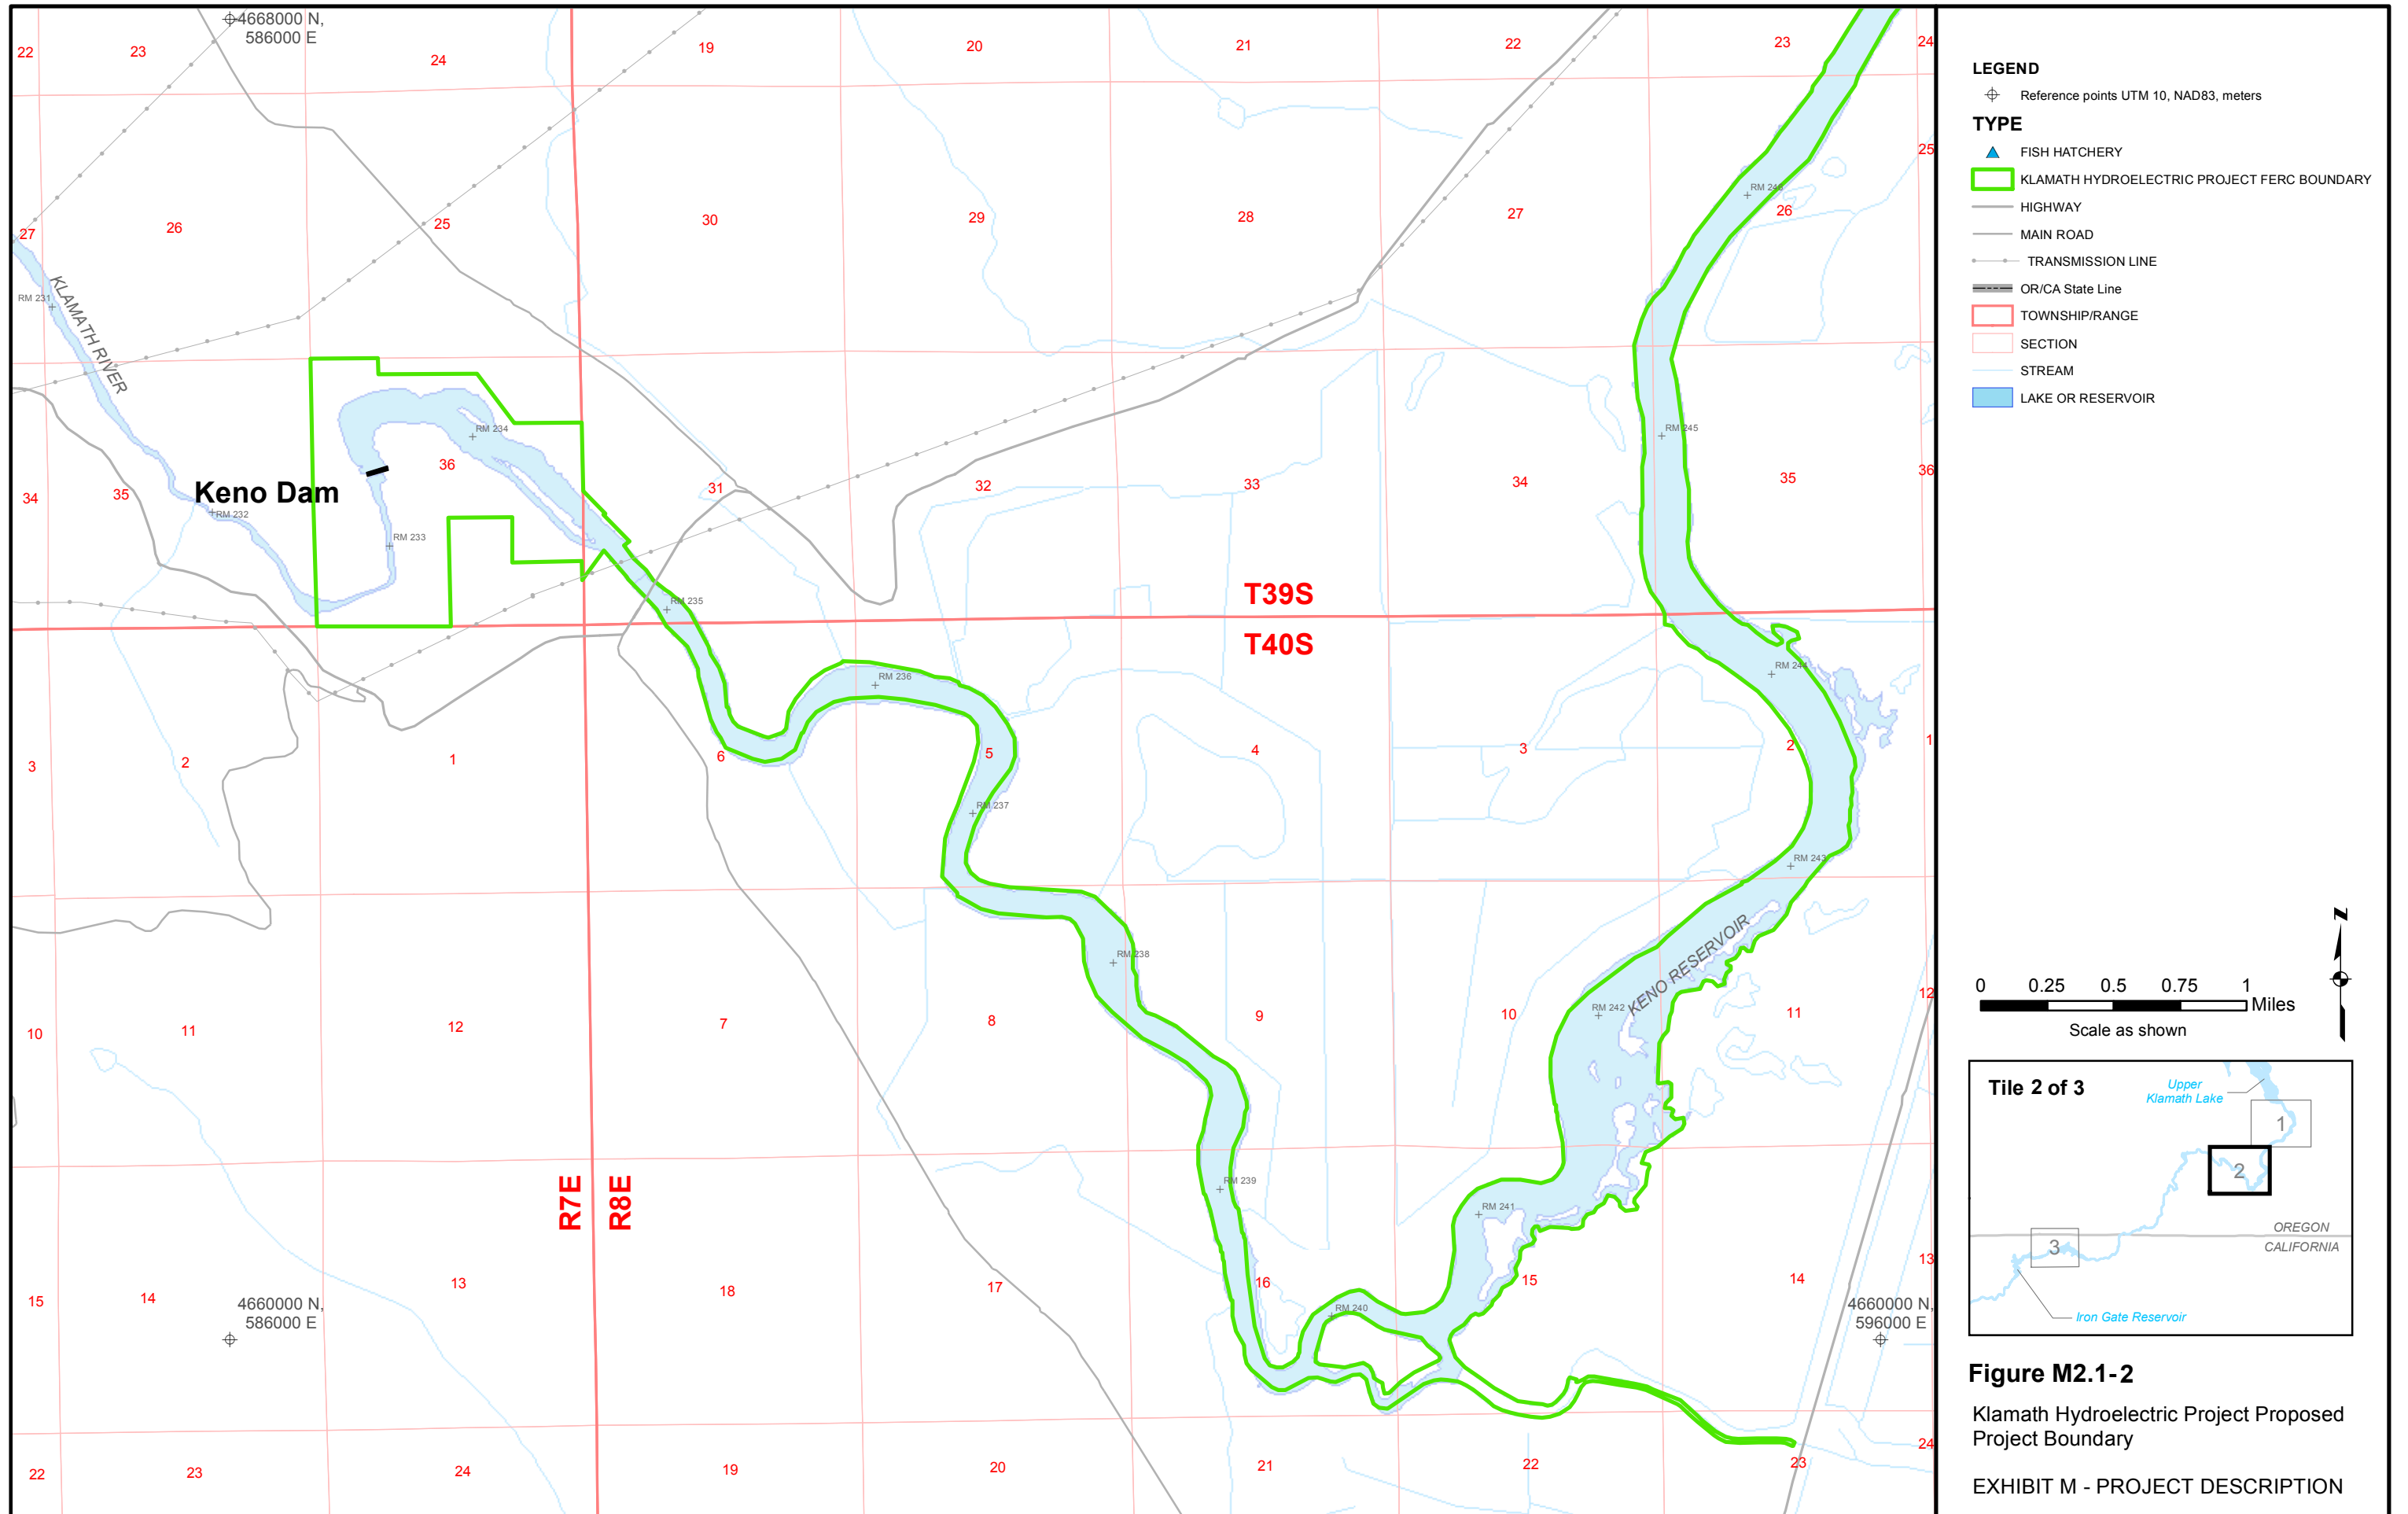 4668000 N,
586000 E
22
23
24
19
20
21
22
23
24
27
26
25
30
29
28
27
26
25
RM 246
RM 231
KLAMATH RIVER
RM 234
RM 245
34
35
Keno Dam
36
31
32
33
34
35
36
RM 232
RM 233
RM 235
T39S
T40S
RM 236
RM 244
3
2
1
6
5
4
3
2
1
RM 237
RM 243
KENO RESERVOIR
RM 238
RM 242
10
11
12
7
8
9
10
11
12
R7E
R8E
RM 239
RM 241
15
14
13
18
17
16
15
14
13
RM 240
4660000 N,
586000 E
4660000 N,
596000 E
22
23
24
19
20
21
22
23
24
LEGEND
Reference points UTM 10, NAD83, meters
TYPE
FISH HATCHERY
KLAMATH HYDROELECTRIC PROJECT FERC BOUNDARY
HIGHWAY
MAIN ROAD
TRANSMISSION LINE
OR/CA State Line
TOWNSHIP/RANGE
SECTION
STREAM
LAKE OR RESERVOIR
Z
0 0.25 0.5 0.75 1
Miles
Scale as shown
Tile 2 of 3
Upper
Klamath Lake
1
2
3
OREGON
CALIFORNIA
Iron Gate Reservoir
Figure M2.1-2
Klamath Hydroelectric Project Proposed
Project Boundary
EXHIBIT M - PROJECT DESCRIPTION